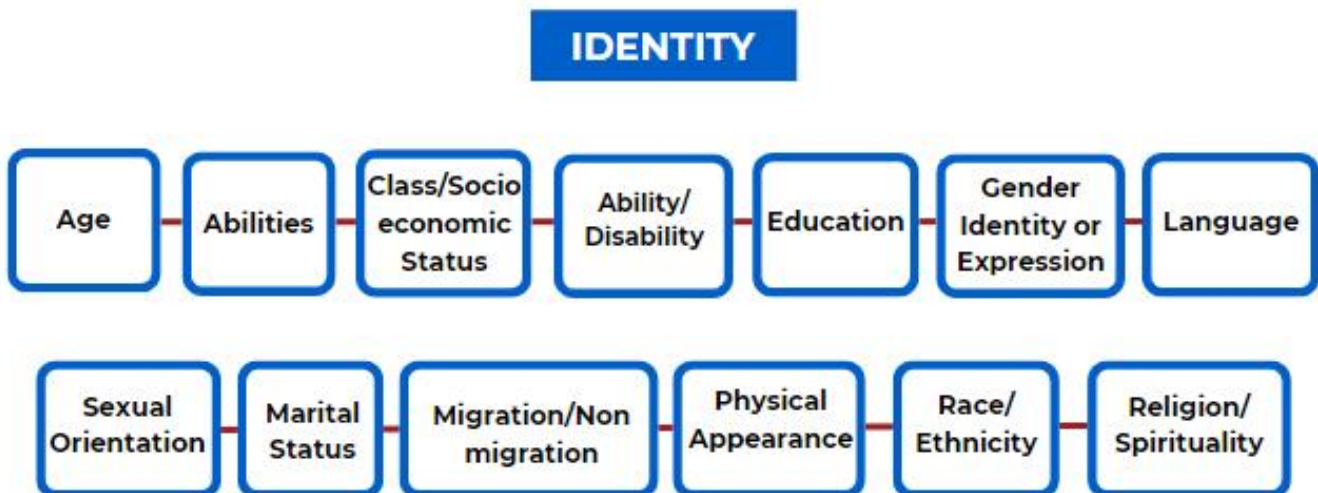 IDENTITY
Age
Abilities
Class/Socio
economic
Status
Ability/
Disability
Education
Gender
Identity or
Expression
Language
Sexual
Orientation
Marital
Status
Migration/Non
migration
Physical
Appearance
Race/
Ethnicity
Religion/
Spirituality